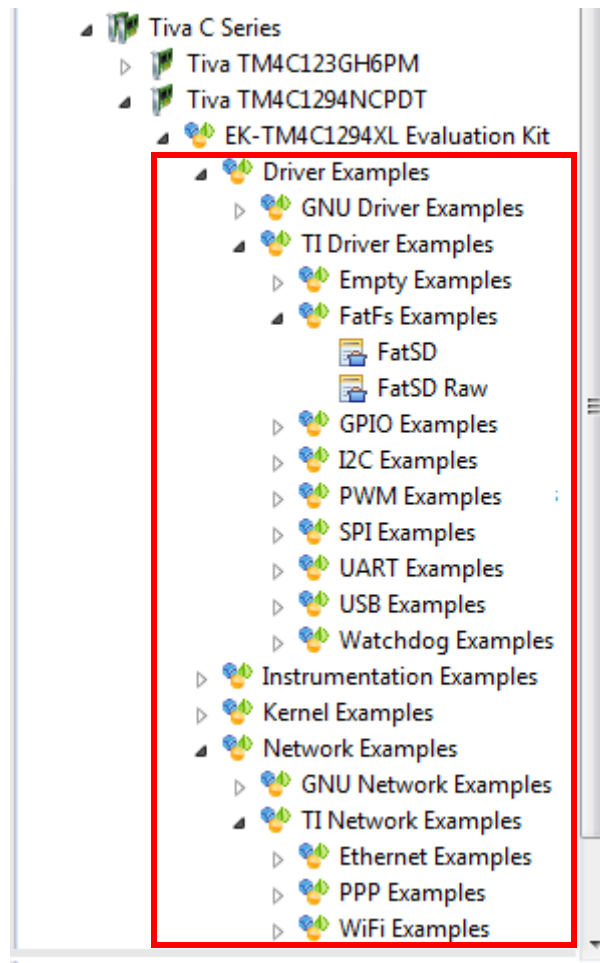 Tiva C Series
Tiva TM4C123GH6PM
Tiva TM4C1294NCPDT
EK-TM4C1294XL Evaluation Kit
Driver Examples
GNU Driver Examples
TI Driver Examples
Empty Examples
FatFs Examples
FatSD
FatSD Raw
GPIO Examples
I2C Examples
PWM Examples
SPI Examples
UART Examples
USB Examples
Watchdog Examples
Instrumentation Examples
Kernel Examples
Network Examples
GNU Network Examples
TI Network Examples
Ethernet Examples
PPP Examples
WiFi Examples